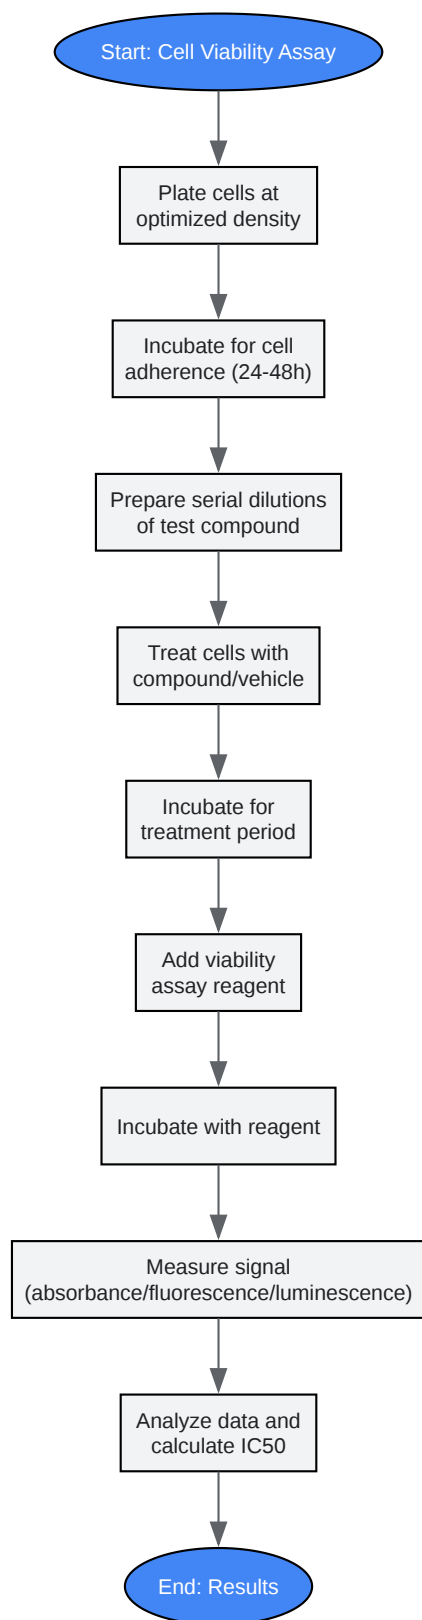 Start: Cell Viability Assay
Plate cells at
optimized density
Incubate for cell
adherence (24-48h)
Prepare serial dilutions
of test compound
Treat cells with
compound/vehicle
Incubate for
treatment period
Add viability
assay reagent
Incubate with reagent
Measure signal
(absorbance/fluorescence/luminescence)
Analyze data and
calculate IC50
End: Results